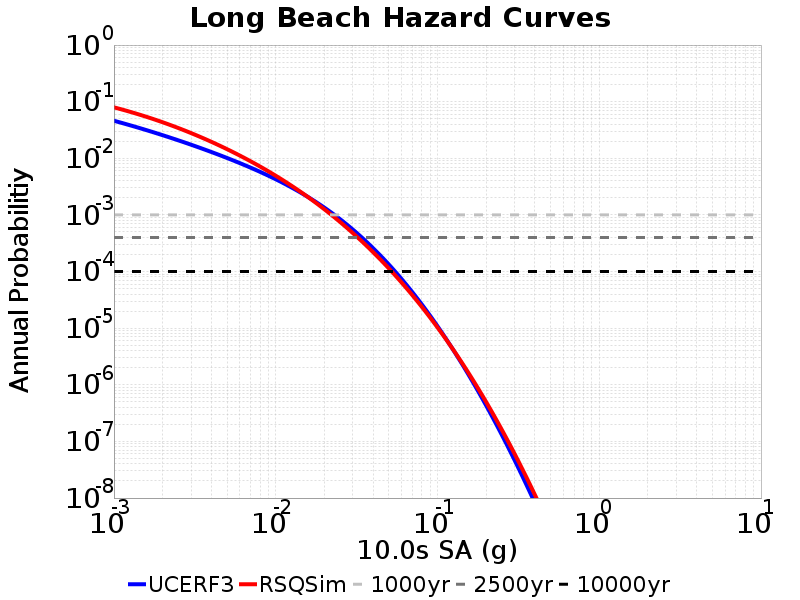 Long Beach Hazard Curves
Annual Probabilitiy
10^0
10^-1
10^-2
10^-3
10^-4
10^-5
10^-6
10^-7
10^-8
10^-3 10^-2 10^-1 10^0 10^1
10.0s SA (g)
UCERF3 RSQSim 1000yr 2500yr 10000yr